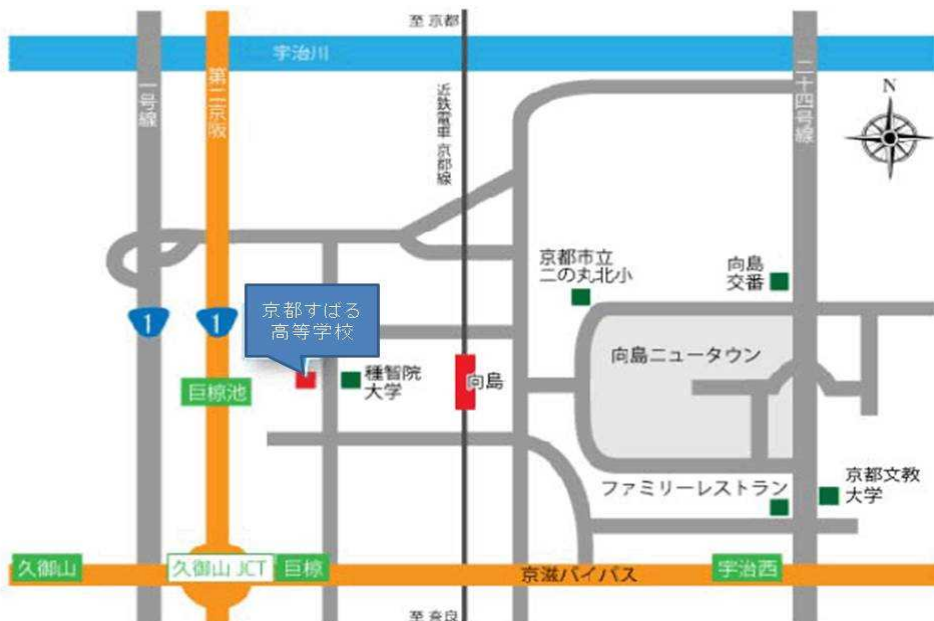 至 京都
宇治川
一号線
第二京阪
近鉄電車 京都線
二十四号線
N
京都市立
二の丸北小
向島
交番
京都すばる
高等学校
1
1
向島ニュータウン
種智院
大学
向島
巨椋池
ファミリーレストラン
京都文教
大学
久御山
久御山 JCT
巨椋
京滋バイパス
宇治西
至 奈良